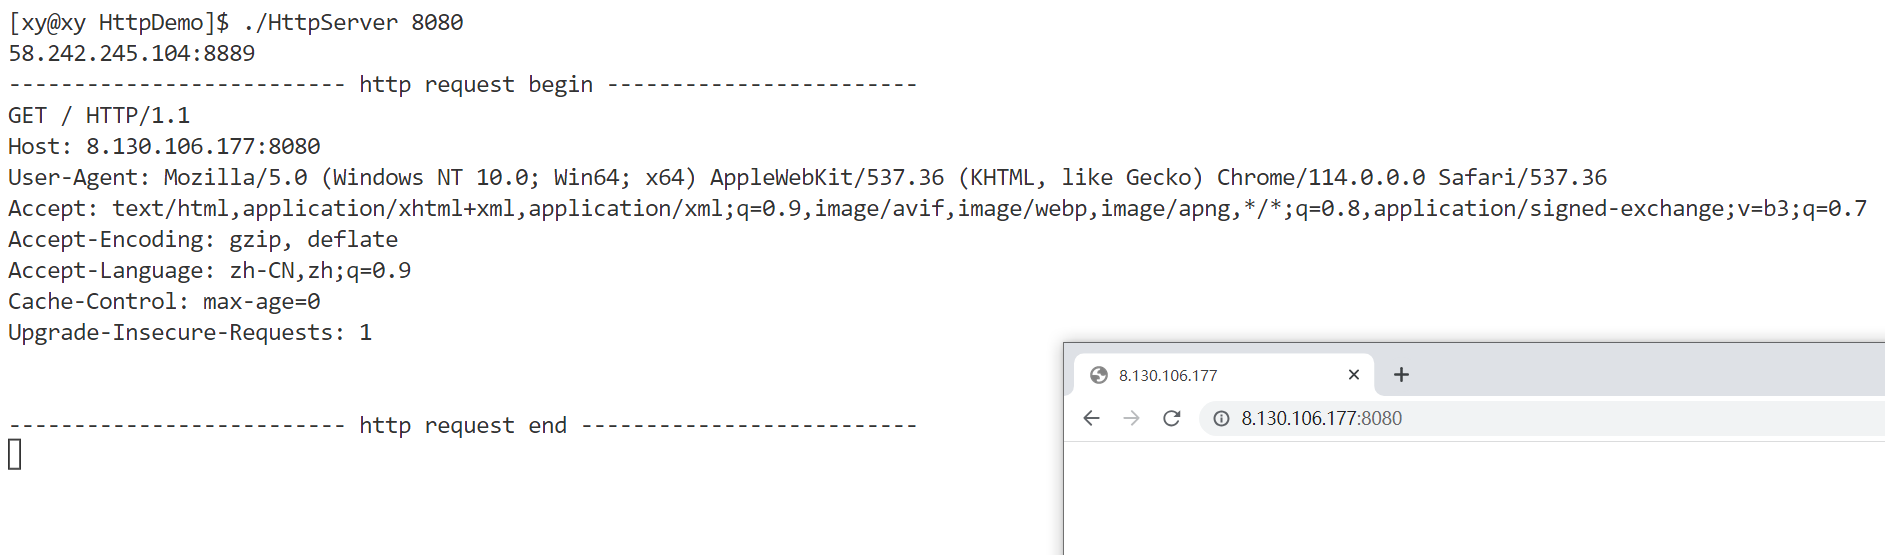 [xy@xy HttpDemo]$ ./HttpServer 8080
58.242.245.104:8889
-------------------------- http request begin ------------------------
GET / HTTP/1.1
Host: 8.130.106.177:8080
User-Agent: Mozilla/5.0 (Windows NT 10.0; Win64; x64) AppleWebKit/537.36 (KHTML, like Gecko) Chrome/114.0.0.0 Safari/537.36
Accept: text/html,application/xhtml+xml,application/xml;q=0.9,image/avif,image/webp,image/apng,*/*;q=0.8,application/signed-exchange;v=b3;q=0.7
Accept-Encoding: gzip, deflate
Accept-Language: zh-CN,zh;q=0.9
Cache-Control: max-age=0
Upgrade-Insecure-Requests: 1
-------------------------- http request end --------------------------
8.130.106.177
8.130.106.177:8080